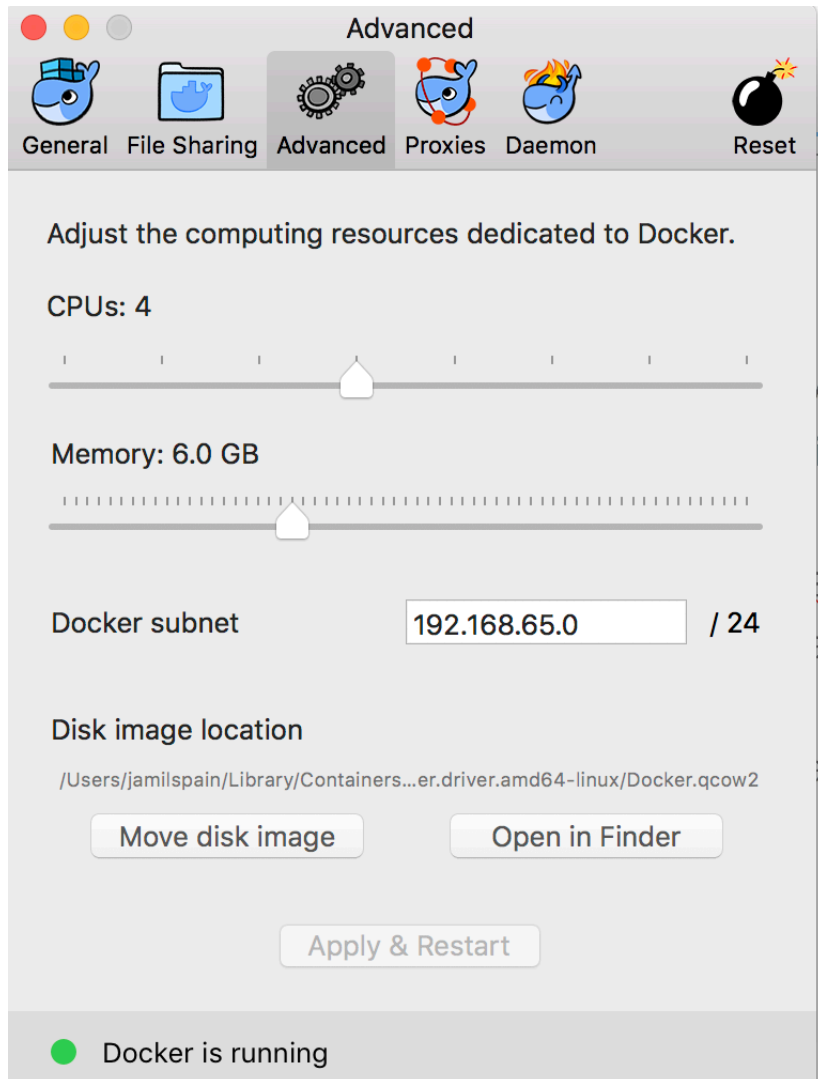 Advanced
General File Sharing Advanced Proxies Daemon Reset
Adjust the computing resources dedicated to Docker.
CPUs: 4
Memory: 6.0 GB
Docker subnet 192.168.65.0 / 24
Disk image location
/Users/jamilspain/Library/Containers...er.driver.amd64-linux/Docker.qcow2
Move disk image Open in Finder
Apply & Restart
Docker is running